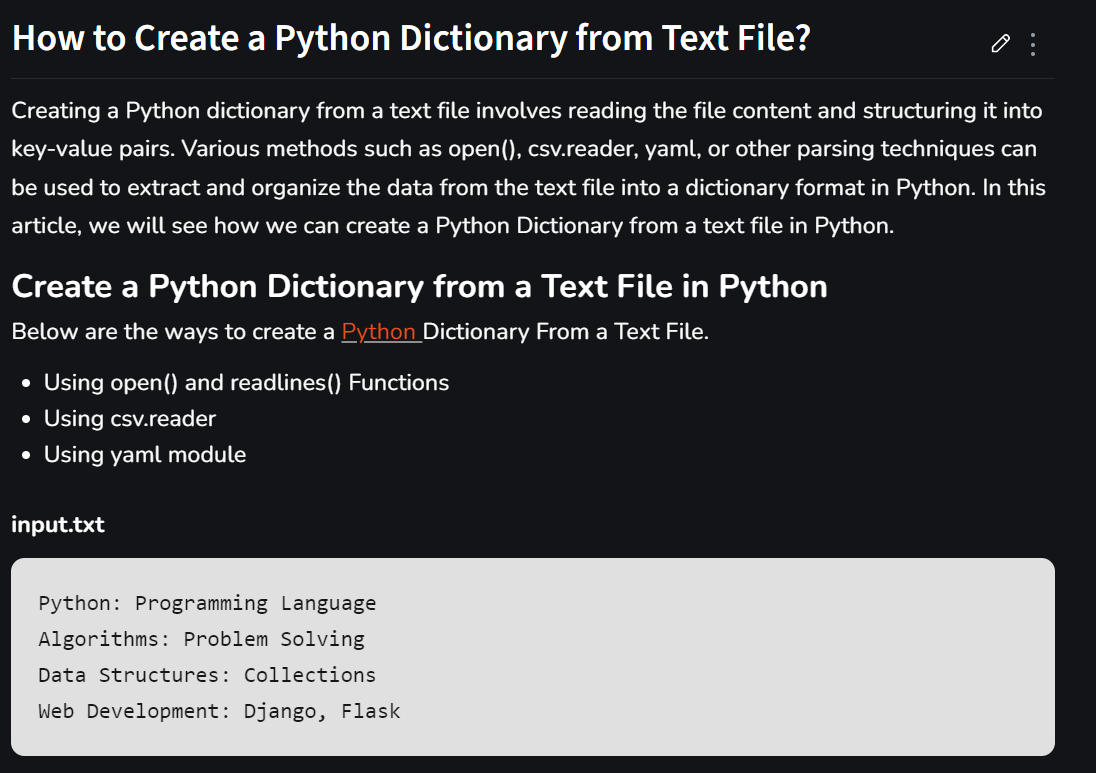 How to Create a Python Dictionary from Text File?
Creating a Python dictionary from a text file involves reading the file content and structuring it into
key-value pairs. Various methods such as open(), csv.reader, yaml, or other parsing techniques can
be used to extract and organize the data from the text file into a dictionary format in Python. In this
article, we will see how we can create a Python Dictionary from a text file in Python.
Create a Python Dictionary from a Text File in Python
Below are the ways to create a Python Dictionary From a Text File.
• Using open() and readlines() Functions
• Using csv.reader
• Using yaml module
input.txt
Python: Programming Language
Algorithms: Problem Solving
Data Structures: Collections
Web Development: Django, Flask